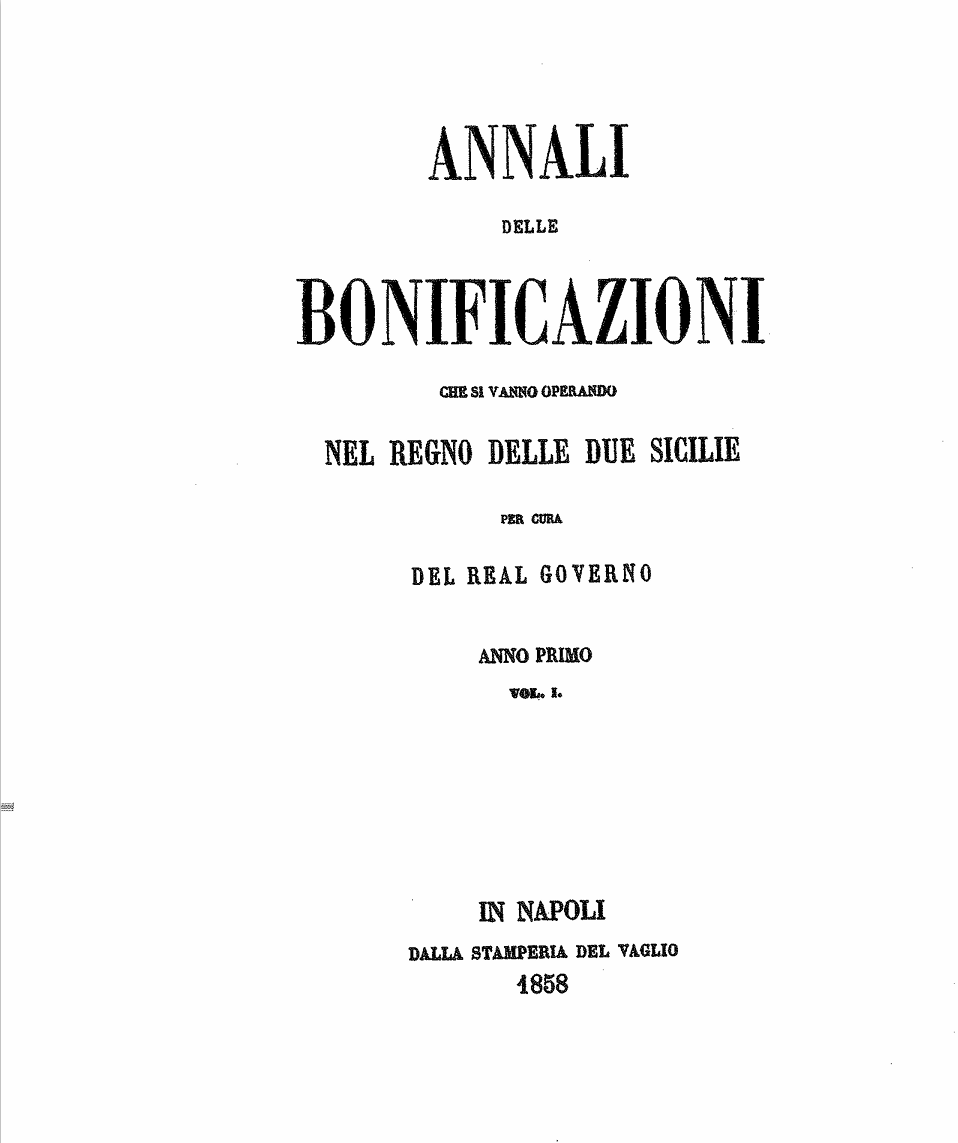 ANNALI
DELLE
BONIFICAZIONI
CHE SI VANNO OPERANDO
NEL REGNO DELLE DUE SICILIE
PER CURA
DEL REAL GOVERNO
ANNO PRIMO
VOL. I.
IN NAPOLI
DALLA STAMPERIA DEL VAGLIO
1858